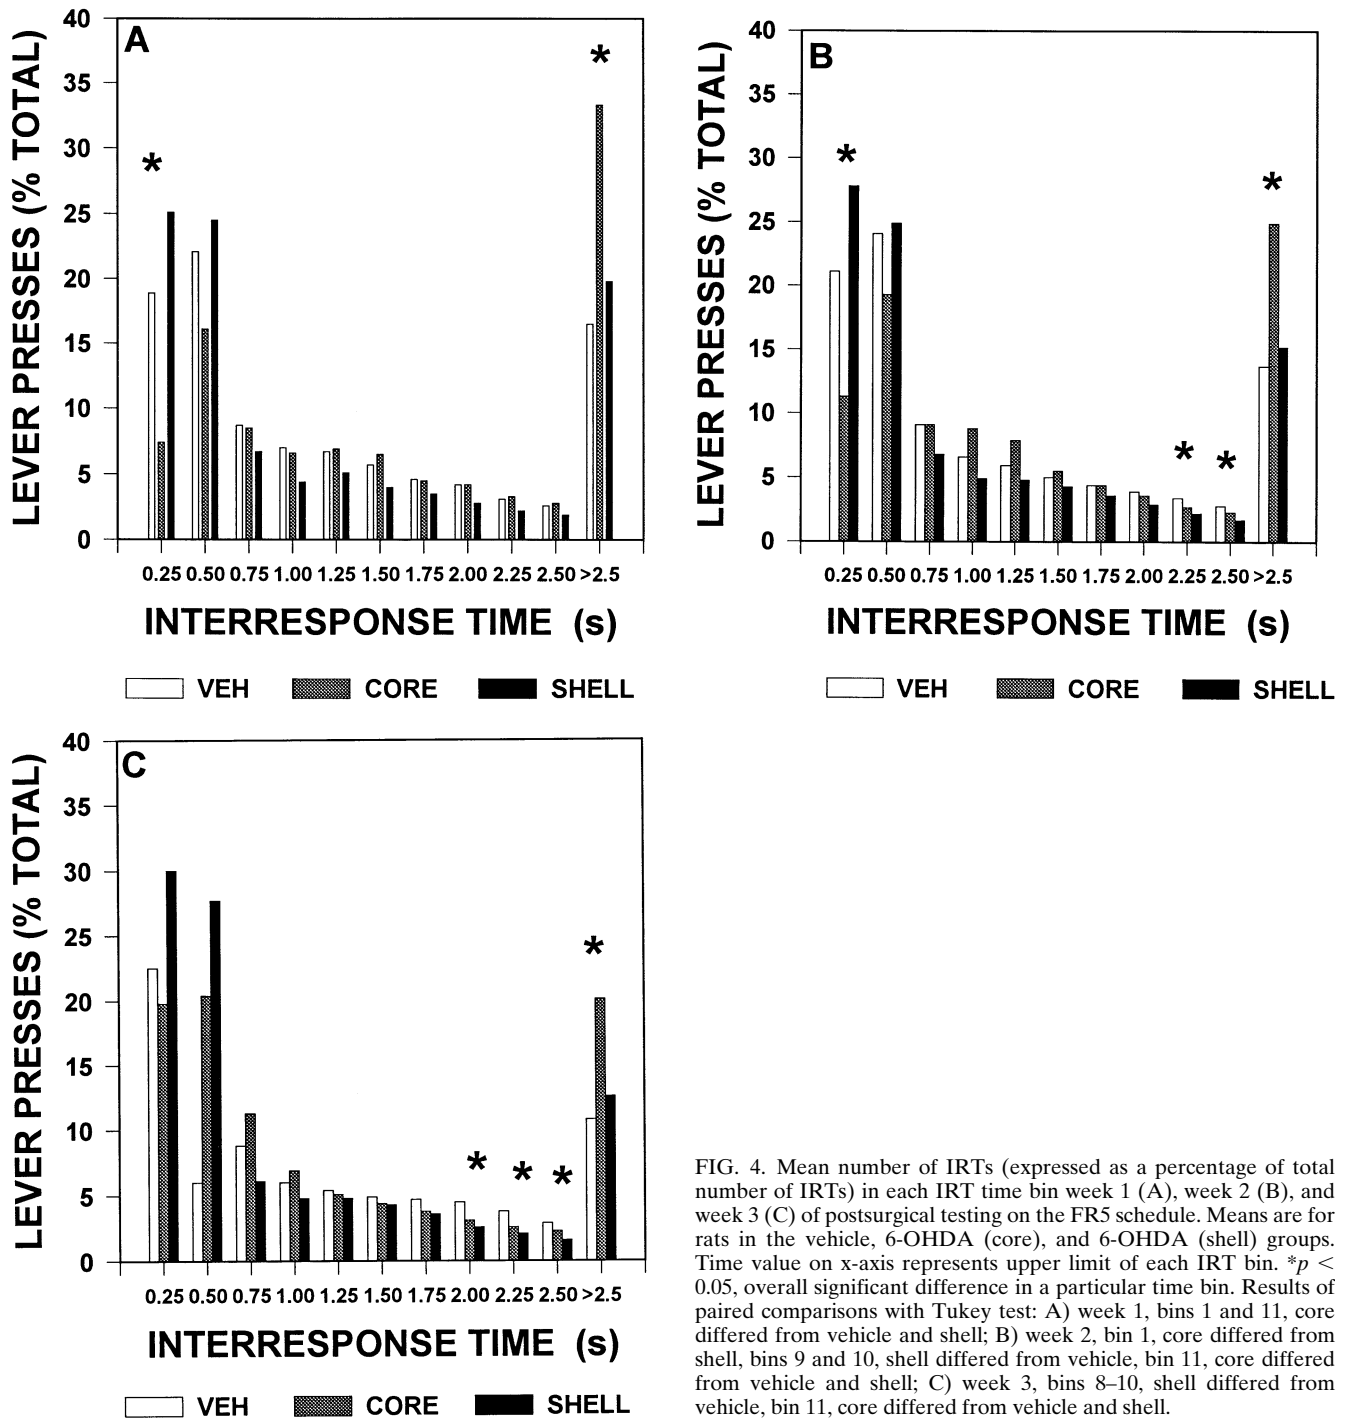 A
LEVER PRESSES (% TOTAL)
40
35
30
25
20
15
10
5
0
*
*
0.25 0.50 0.75 1.00 1.25 1.50 1.75 2.00 2.25 2.50 >2.5
INTERRESPONSE TIME (s)
VEH CORE SHELL
B
LEVER PRESSES (% TOTAL)
40
35
30
25
20
15
10
5
0
*
*
*
*
0.25 0.50 0.75 1.00 1.25 1.50 1.75 2.00 2.25 2.50 >2.5
INTERRESPONSE TIME (s)
VEH CORE SHELL
C
LEVER PRESSES (% TOTAL)
40
35
30
25
20
15
10
5
0
*
*
*
*
0.25 0.50 0.75 1.00 1.25 1.50 1.75 2.00 2.25 2.50 >2.5
INTERRESPONSE TIME (s)
VEH CORE SHELL
FIG. 4. Mean number of IRTs (expressed as a percentage of total
number of IRTs) in each IRT time bin week 1 (A), week 2 (B), and
week 3 (C) of postsurgical testing on the FR5 schedule. Means are for
rats in the vehicle, 6-OHDA (core), and 6-OHDA (shell) groups.
Time value on x-axis represents upper limit of each IRT bin. *p <
0.05, overall significant difference in a particular time bin. Results of
paired comparisons with Tukey test: A) week 1, bins 1 and 11, core
differed from vehicle and shell; B) week 2, bin 1, core differed from
shell, bins 9 and 10, shell differed from vehicle, bin 11, core differed
from vehicle and shell; C) week 3, bins 8–10, shell differed from
vehicle, bin 11, core differed from vehicle and shell.